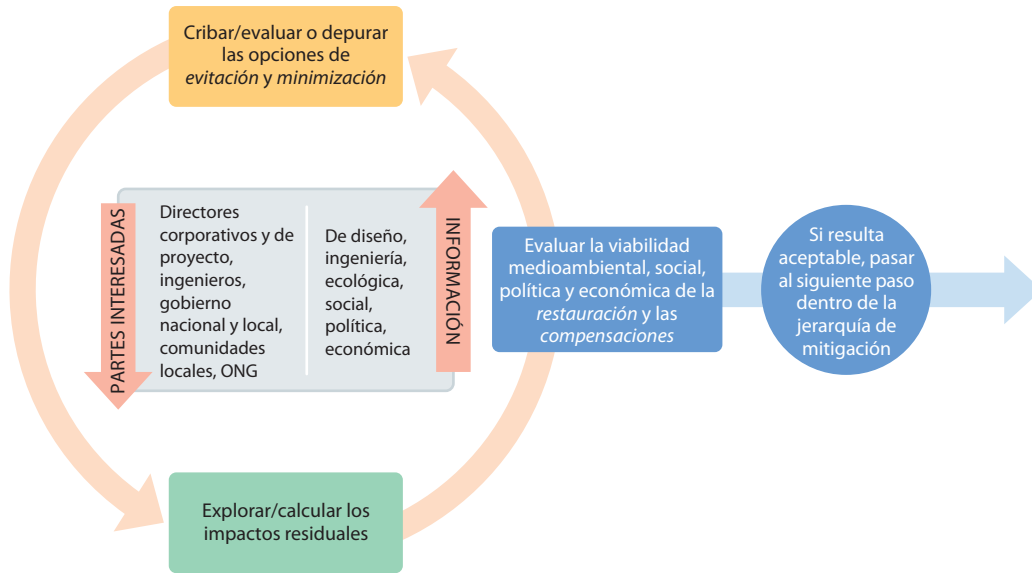 Cribar/evaluar o depurar
las opciones de
evitación y minimización
PARTES INTERESADAS
Directores
corporativos y de
proyecto,
ingenieros,
gobierno
nacional y local,
comunidades
locales, ONG
De diseño,
ingeniería,
ecológica,
social,
política,
económica
INFORMACIÓN
Evaluar la viabilidad
medioambiental, social,
política y económica de la
restauración y las
compensaciones
Si resulta
aceptable, pasar
al siguiente paso
dentro de la
jerarquía de
mitigación
Explorar/calcular los
impactos residuales